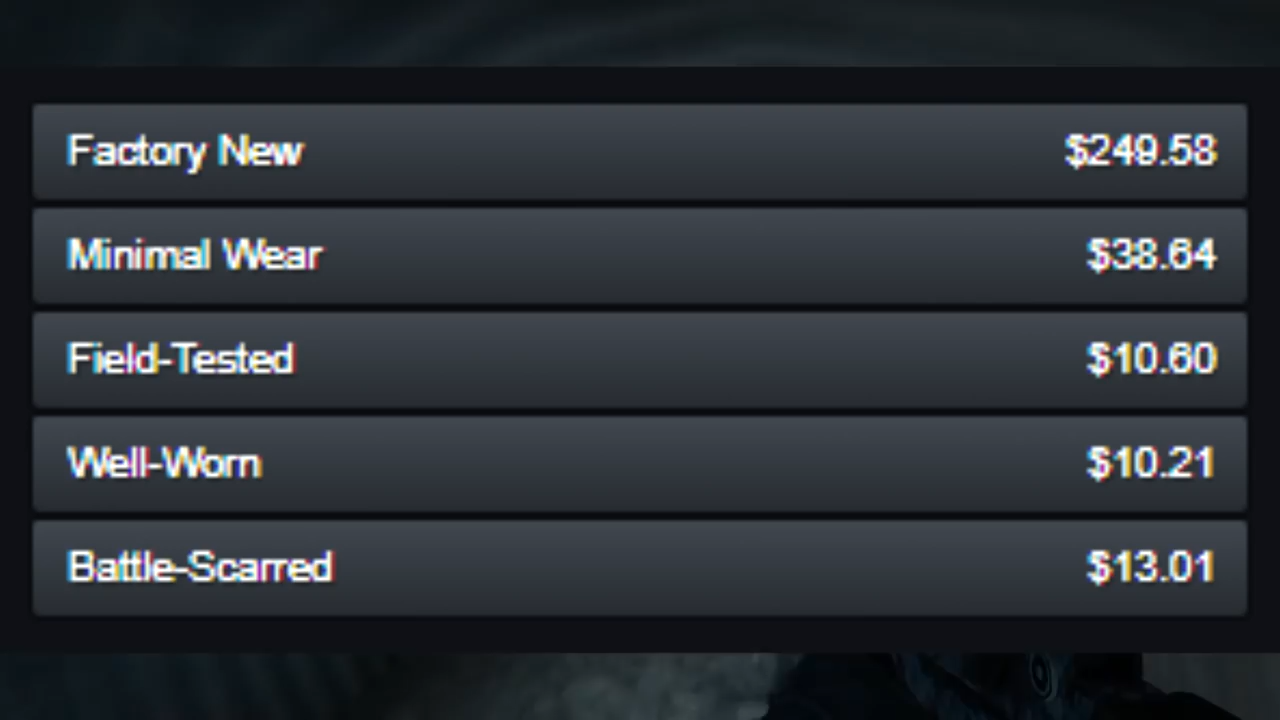 Factory New $249.58
Minimal Wear $38.64
Field-Tested $10.60
Well-Worn $10.21
Battle-Scarred $13.01